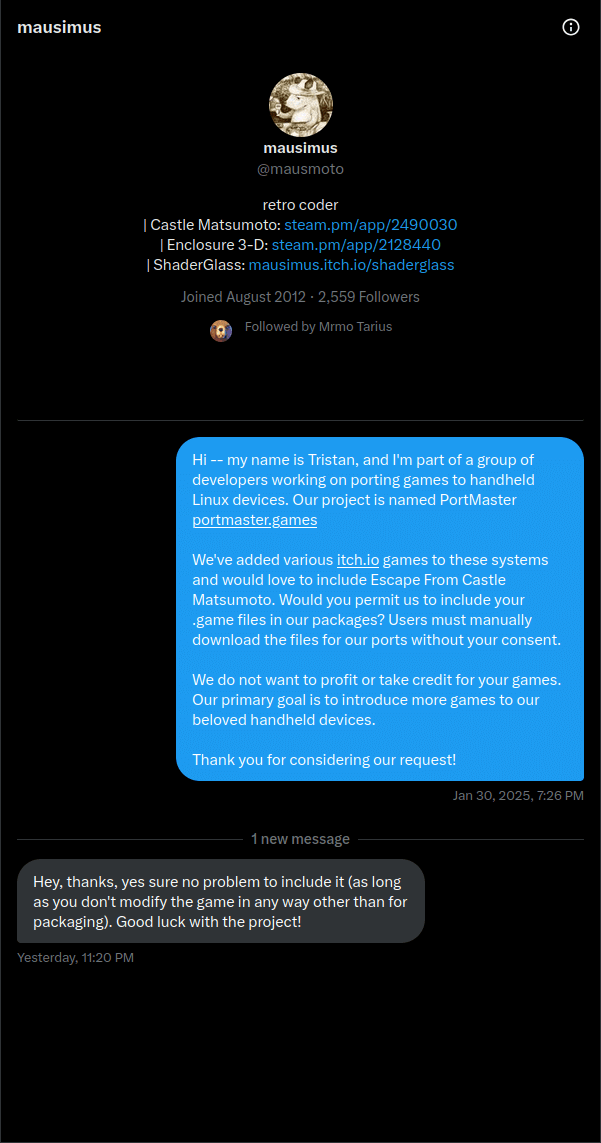 mausimus
mausimus
@mausmoto
retro coder
| Castle Matsumoto: steam.pm/app/2490030
| Enclosure 3-D: steam.pm/app/2128440
| ShaderGlass: mausimus.itch.io/shaderglass
Joined August 2012 · 2,559 Followers
Followed by Mrmo Tarius
Hi -- my name is Tristan, and I'm part of a group of
developers working on porting games to handheld
Linux devices. Our project is named PortMaster
portmaster.games
We've added various itch.io games to these systems
and would love to include Escape From Castle
Matsumoto. Would you permit us to include your
.game files in our packages? Users must manually
download the files for our ports without your consent.
We do not want to profit or take credit for your games.
Our primary goal is to introduce more games to our
beloved handheld devices.
Thank you for considering our request!
Jan 30, 2025, 7:26 PM
1 new message
Hey, thanks, yes sure no problem to include it (as long
as you don't modify the game in any way other than for
packaging). Good luck with the project!
Yesterday, 11:20 PM